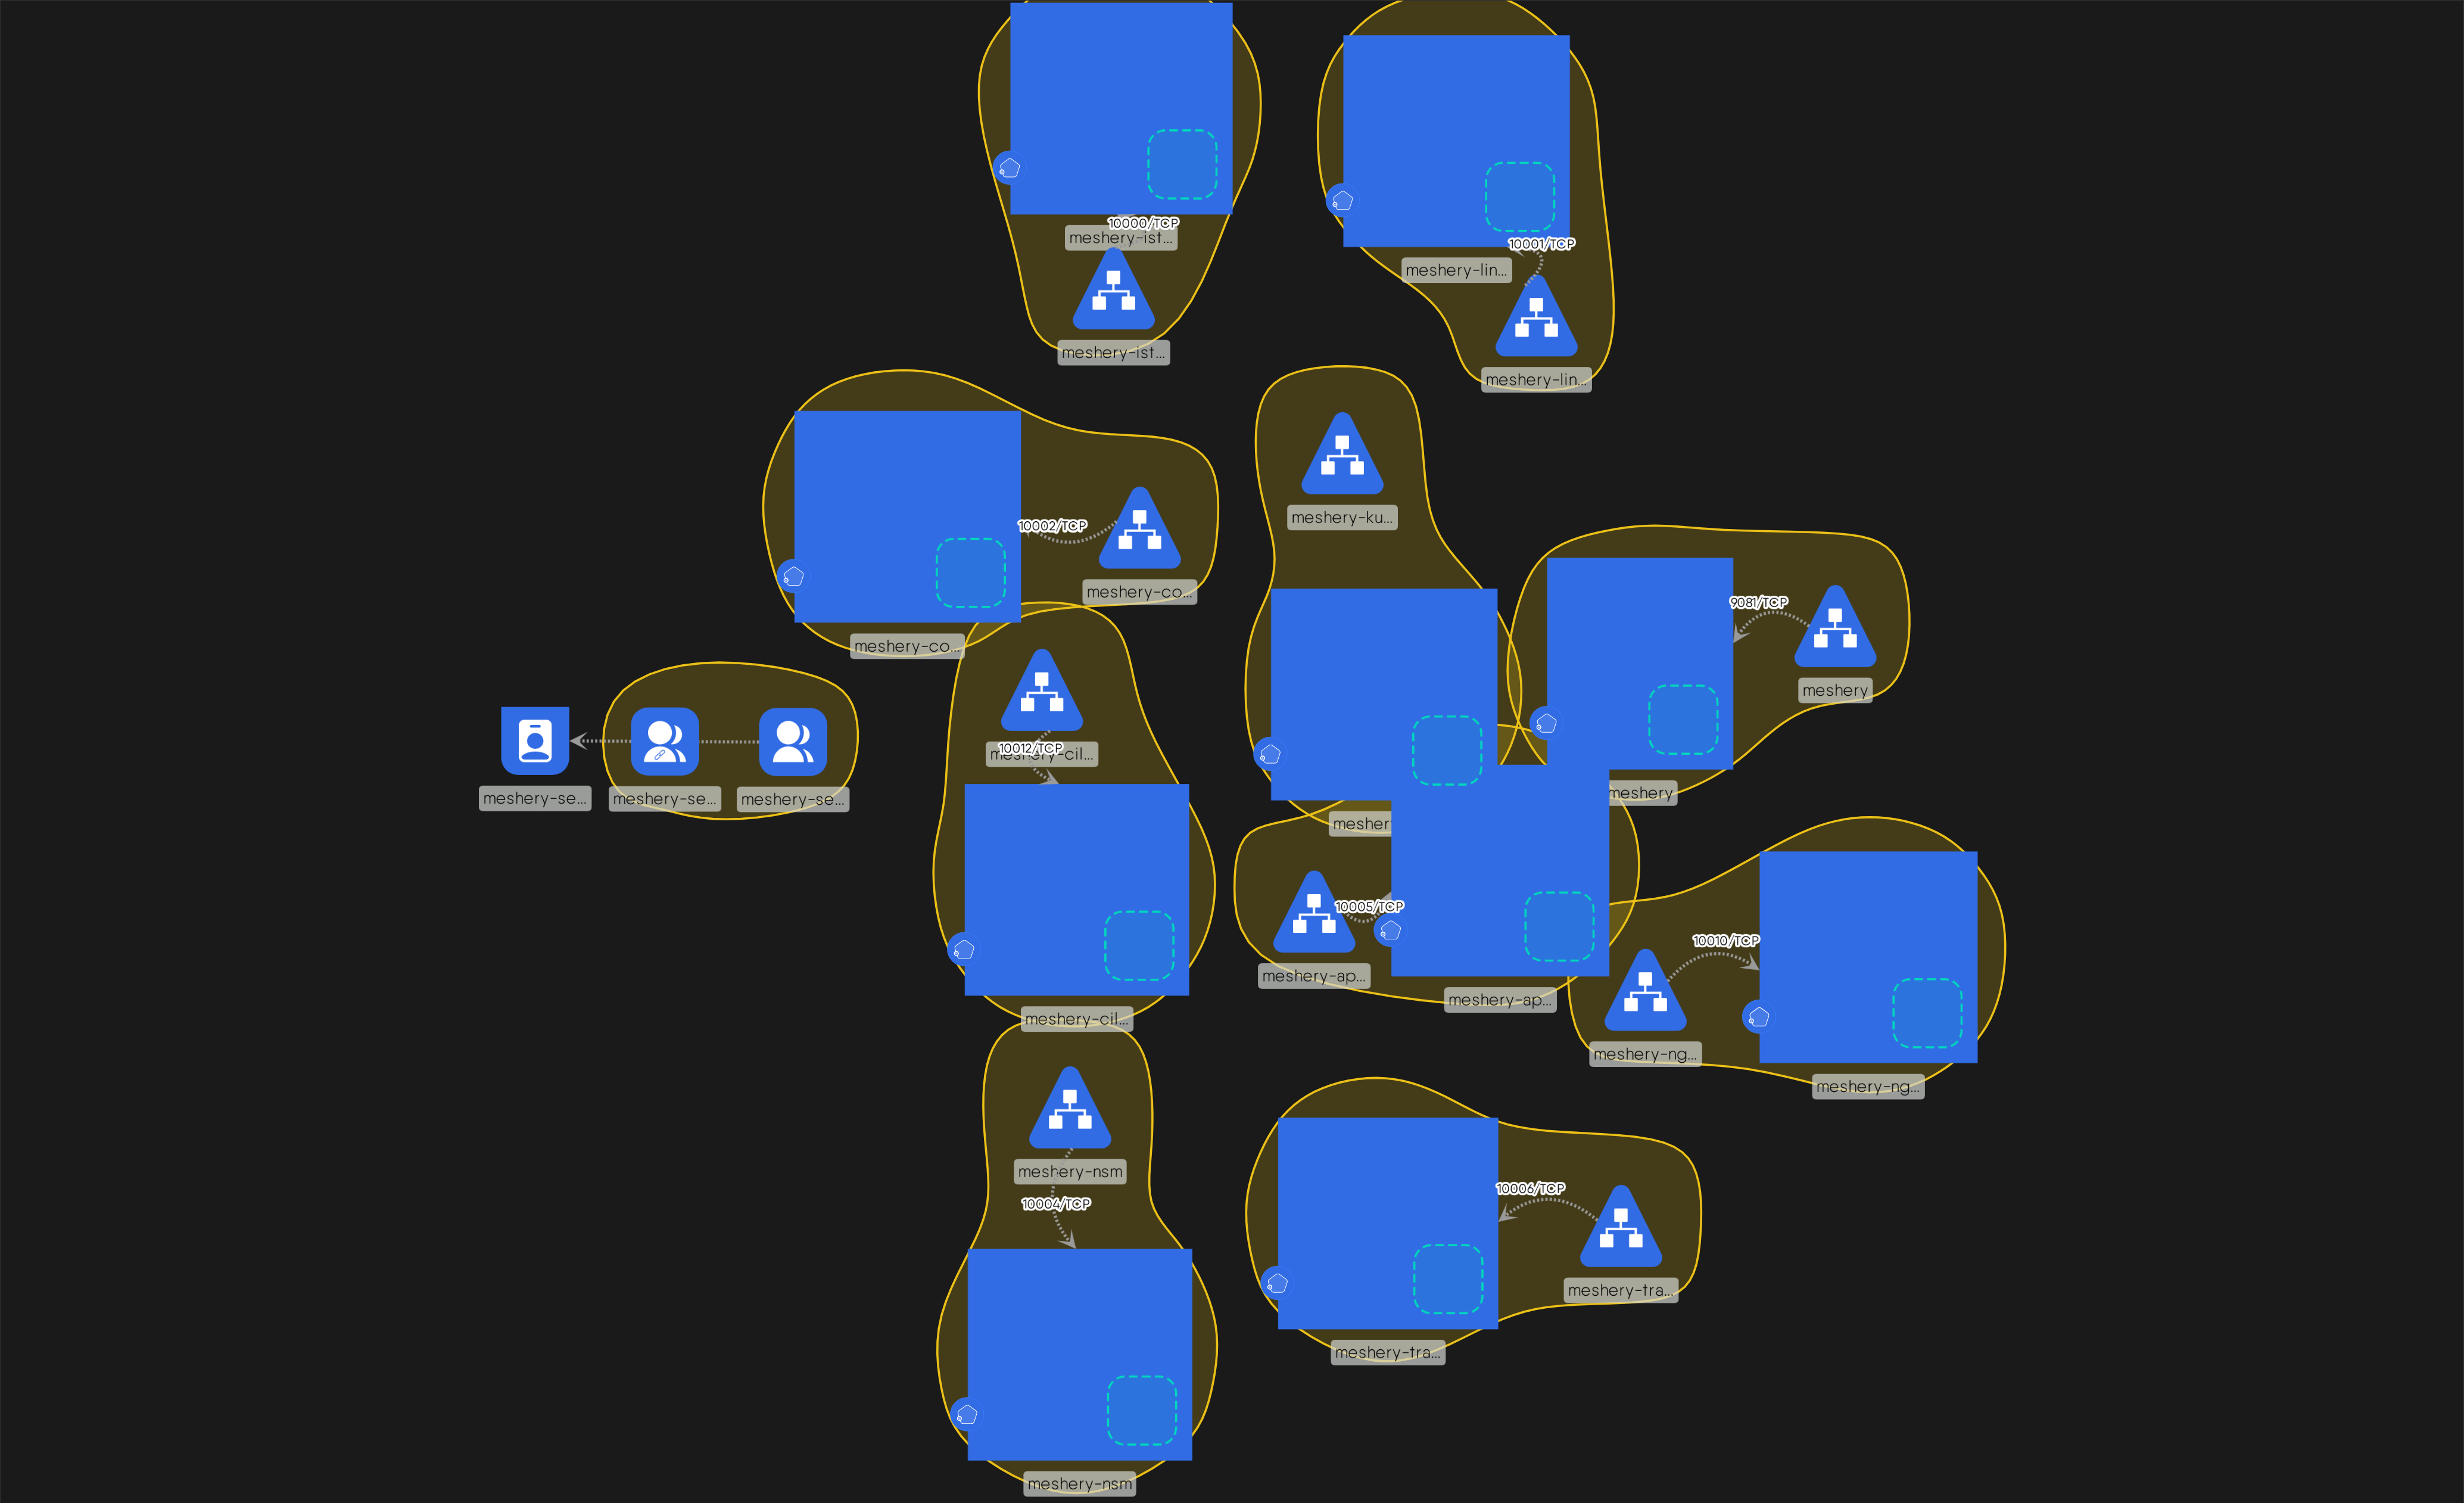 10000/TCP
meshery-ist...
meshery-ist...
10001/TCP
meshery-lin...
meshery-lin...
10002/TCP
meshery-co...
meshery-co...
meshery-ku...
9081/TCP
meshery
meshery
meshery-se...
meshery-se...
meshery-se...
10012/TCP
meshery-cil...
meshery-cil...
mesher
10005/TCP
meshery-ap...
meshery-ap...
10010/TCP
meshery-ng...
meshery-ng...
meshery-nsm
10004/TCP
meshery-nsm
10006/TCP
meshery-tra...
meshery-tra...